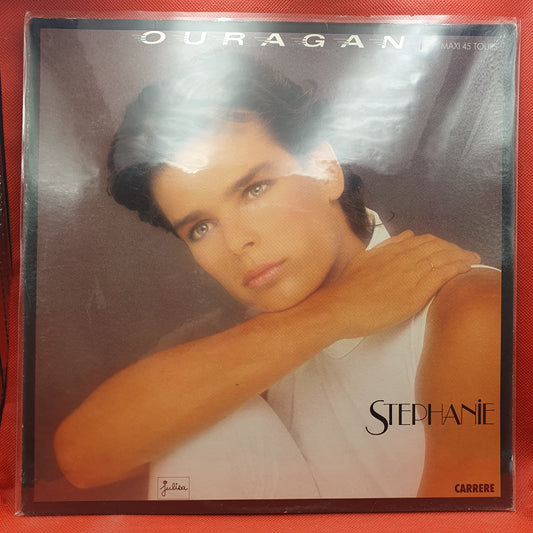 OURAGAN
MAXI 45 TOURS
STEPHANiE
julisa
CARRERE